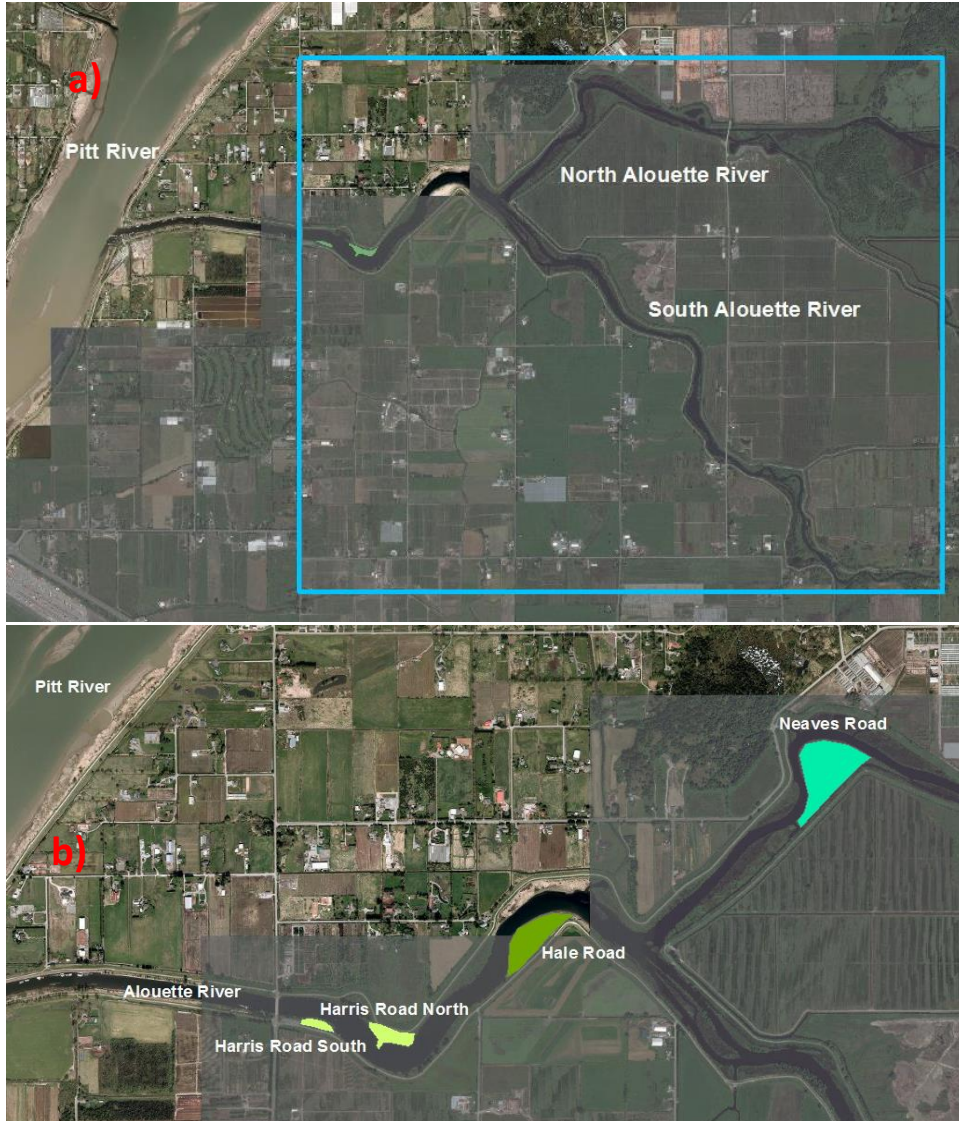 a)
Pitt River
North Alouette River
South Alouette River
Pitt River
Neaves Road
b)
Hale Road
Alouette River
Harris Road North
Harris Road South